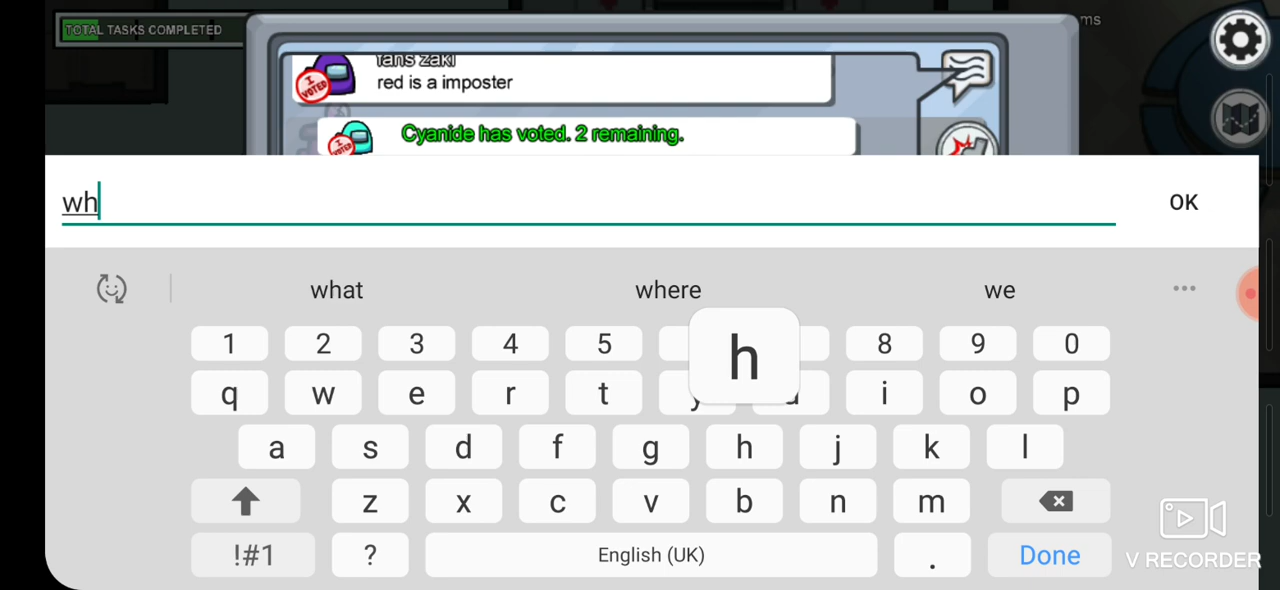 TOTAL TASKS COMPLETED
ms
fans zaki
red is a imposter
I VOTED
Cyanide has voted. 2 remaining.
wh
OK
what
where
we
h
1 2 3 4 5 8 9 0
q w e r t y u i o p
a s d f g h j k l
z x c v b n m
!#1 ? English (UK) . Done
V RECORDER